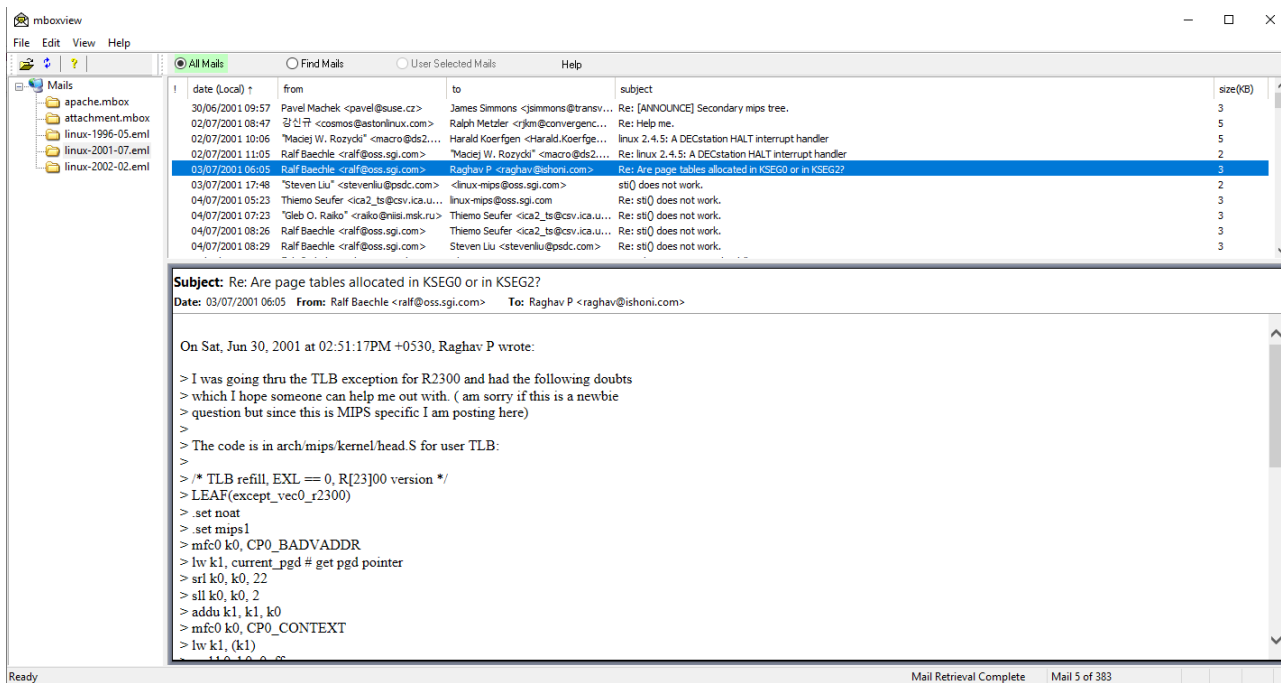 mboxview
File Edit View Help
All Mails Find Mails User Selected Mails Help
Mails
apache.mbox
attachment.mbox
linux-1996-05.eml
linux-2001-07.eml
linux-2002-02.eml
! date (Local) ↑ from to subject size(KB)
30/06/2001 09:57 Pavel Machek <pavel@suse.cz> James Simmons <jsimmons@transv... Re: [ANNOUNCE] Secondary mips tree. 3
02/07/2001 08:47 강신규 <cosmos@astonlinux.com> Ralph Metzler <rjkm@convergenc... Re: Help me. 5
02/07/2001 10:06 "Maciej W. Rozycki" <macro@ds2.... Harald Koerfgen <Harald.Koerfge... linux 2.4.5: A DECstation HALT interrupt handler 5
02/07/2001 11:05 Ralf Baechle <ralf@oss.sgi.com> "Maciej W. Rozycki" <macro@ds2.... Re: linux 2.4.5: A DECstation HALT interrupt handler 2
03/07/2001 06:05 Ralf Baechle <ralf@oss.sgi.com> Raghav P <raghav@ishoni.com> Re: Are page tables allocated in KSEG0 or in KSEG2? 3
03/07/2001 17:48 "Steven Liu" <stevenliu@psdc.com> <linux-mips@oss.sgi.com> sti() does not work. 2
04/07/2001 05:23 Thiemo Seufer <ica2_ts@csv.ica.u... linux-mips@oss.sgi.com Re: sti() does not work. 3
04/07/2001 07:23 "Gleb O. Raiko" <raiko@niisi.msk.ru> Thiemo Seufer <ica2_ts@csv.ica.u... Re: sti() does not work. 3
04/07/2001 08:26 Ralf Baechle <ralf@oss.sgi.com> Thiemo Seufer <ica2_ts@csv.ica.u... Re: sti() does not work. 3
04/07/2001 08:29 Ralf Baechle <ralf@oss.sgi.com> Steven Liu <stevenliu@psdc.com> Re: sti() does not work. 3
Subject: Re: Are page tables allocated in KSEG0 or in KSEG2?
Date: 03/07/2001 06:05 From: Ralf Baechle <ralf@oss.sgi.com> To: Raghav P <raghav@ishoni.com>
On Sat, Jun 30, 2001 at 02:51:17PM +0530, Raghav P wrote:
> I was going thru the TLB exception for R2300 and had the following doubts
> which I hope someone can help me out with. ( am sorry if this is a newbie
> question but since this is MIPS specific I am posting here)
>
> The code is in arch/mips/kernel/head.S for user TLB:
>
> /* TLB refill, EXL == 0, R[23]00 version */
> LEAF(except_vec0_r2300)
> .set noat
> .set mips1
> mfc0 k0, CP0_BADVADDR
> lw k1, current_pgd # get pgd pointer
> srl k0, k0, 22
> sll k0, k0, 2
> addu k1, k1, k0
> mfc0 k0, CP0_CONTEXT
> lw k1, (k1)
Ready Mail Retrieval Complete Mail 5 of 383